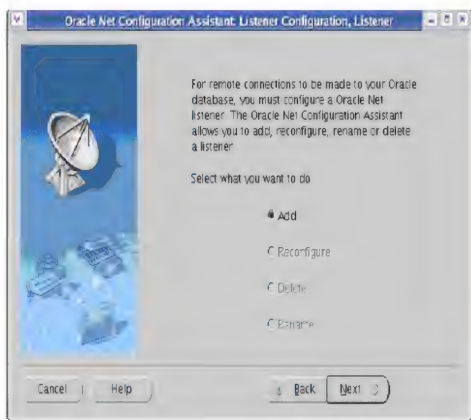 Oracle Net Configuration Assistant: Listener Configuration, Listener
For remote connections to be made to your Oracle
database, you must configure a Oracle Net
listener. The Oracle Net Configuration Assistant
allows you to add, reconfigure, rename or delete
a listener
Select what you want to do
Add
Reconfigure
Delete
Rename
Cancel
Help
Back
Next